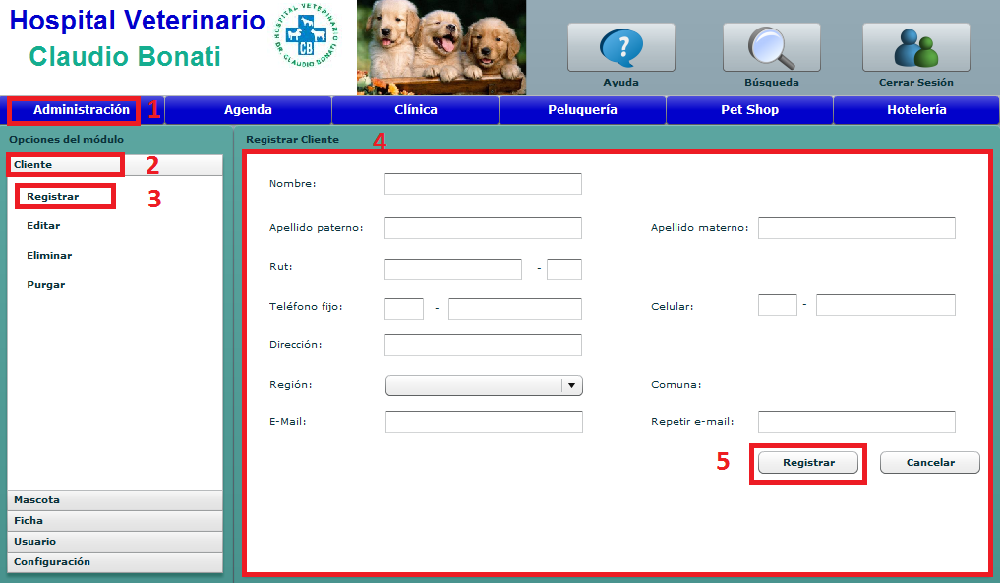 Hospital Veterinario
Claudio Bonati
HOSPITAL VETERINARIO
DR. CLAUDIO BONATI
CB
Ayuda
Búsqueda
Cerrar Sesión
Administración 1
Agenda
Clínica
Peluquería
Pet Shop
Hotelería
Opciones del módulo
Cliente 2
Registrar 3
Editar
Eliminar
Purgar
Mascota
Ficha
Usuario
Configuración
Registrar Cliente 4
Nombre:
Apellido paterno: Apellido materno:
Rut: -
Teléfono fijo: - Celular: -
Dirección:
Región: Comuna:
E-Mail: Repetir e-mail:
5 Registrar Cancelar